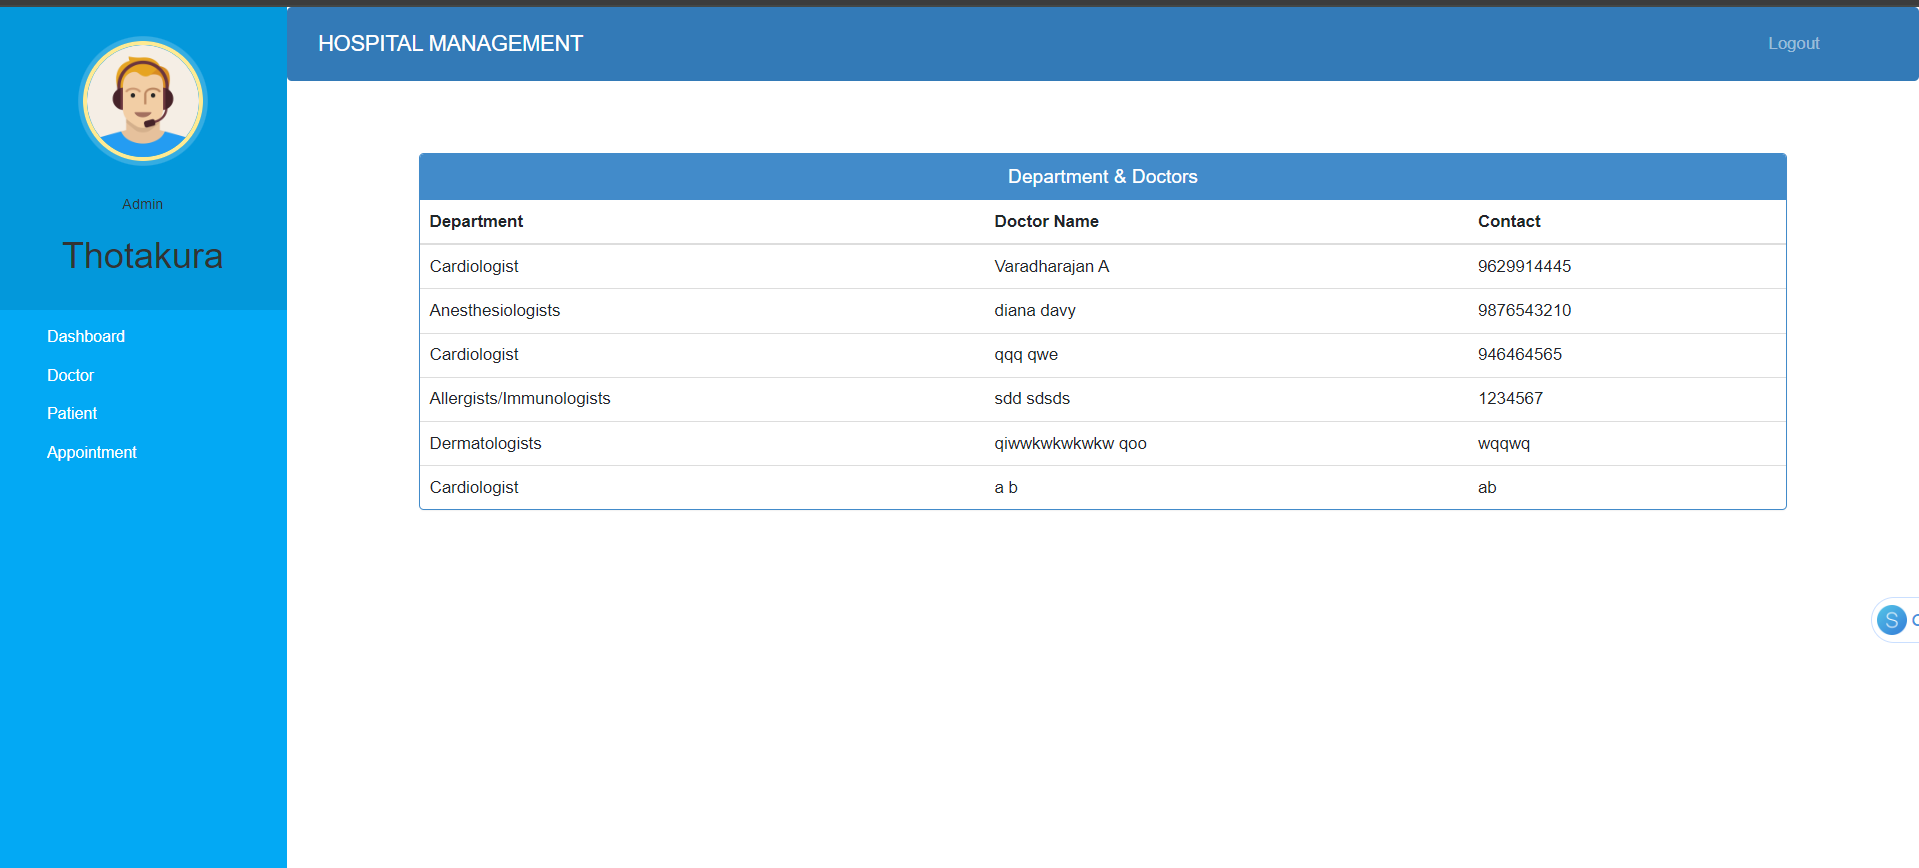 HOSPITAL MANAGEMENT
Logout
Admin
Thotakura
Dashboard
Doctor
Patient
Appointment
Department & Doctors
Department Doctor Name Contact
Cardiologist Varadharajan A 9629914445
Anesthesiologists diana davy 9876543210
Cardiologist qqq qwe 946464565
Allergists/Immunologists sdd sdsds 1234567
Dermatologists qiwwkwkwkwkw qoo wqqwq
Cardiologist a b ab
S